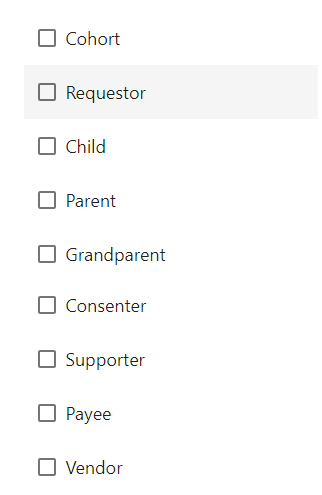 Cohort
Requestor
Child
Parent
Grandparent
Consenter
Supporter
Payee
Vendor